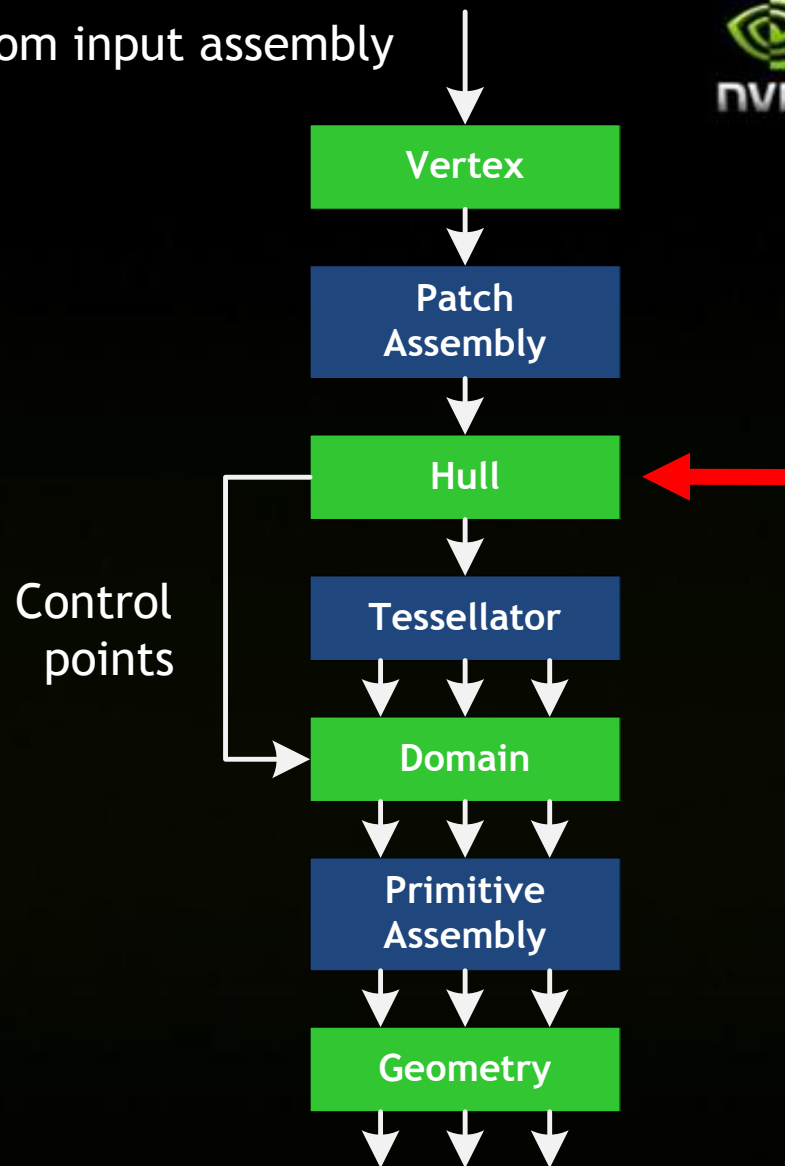 om input assembly
Vertex
Patch
Assembly
Hull
Tessellator
Control
points
Domain
Primitive
Assembly
Geometry